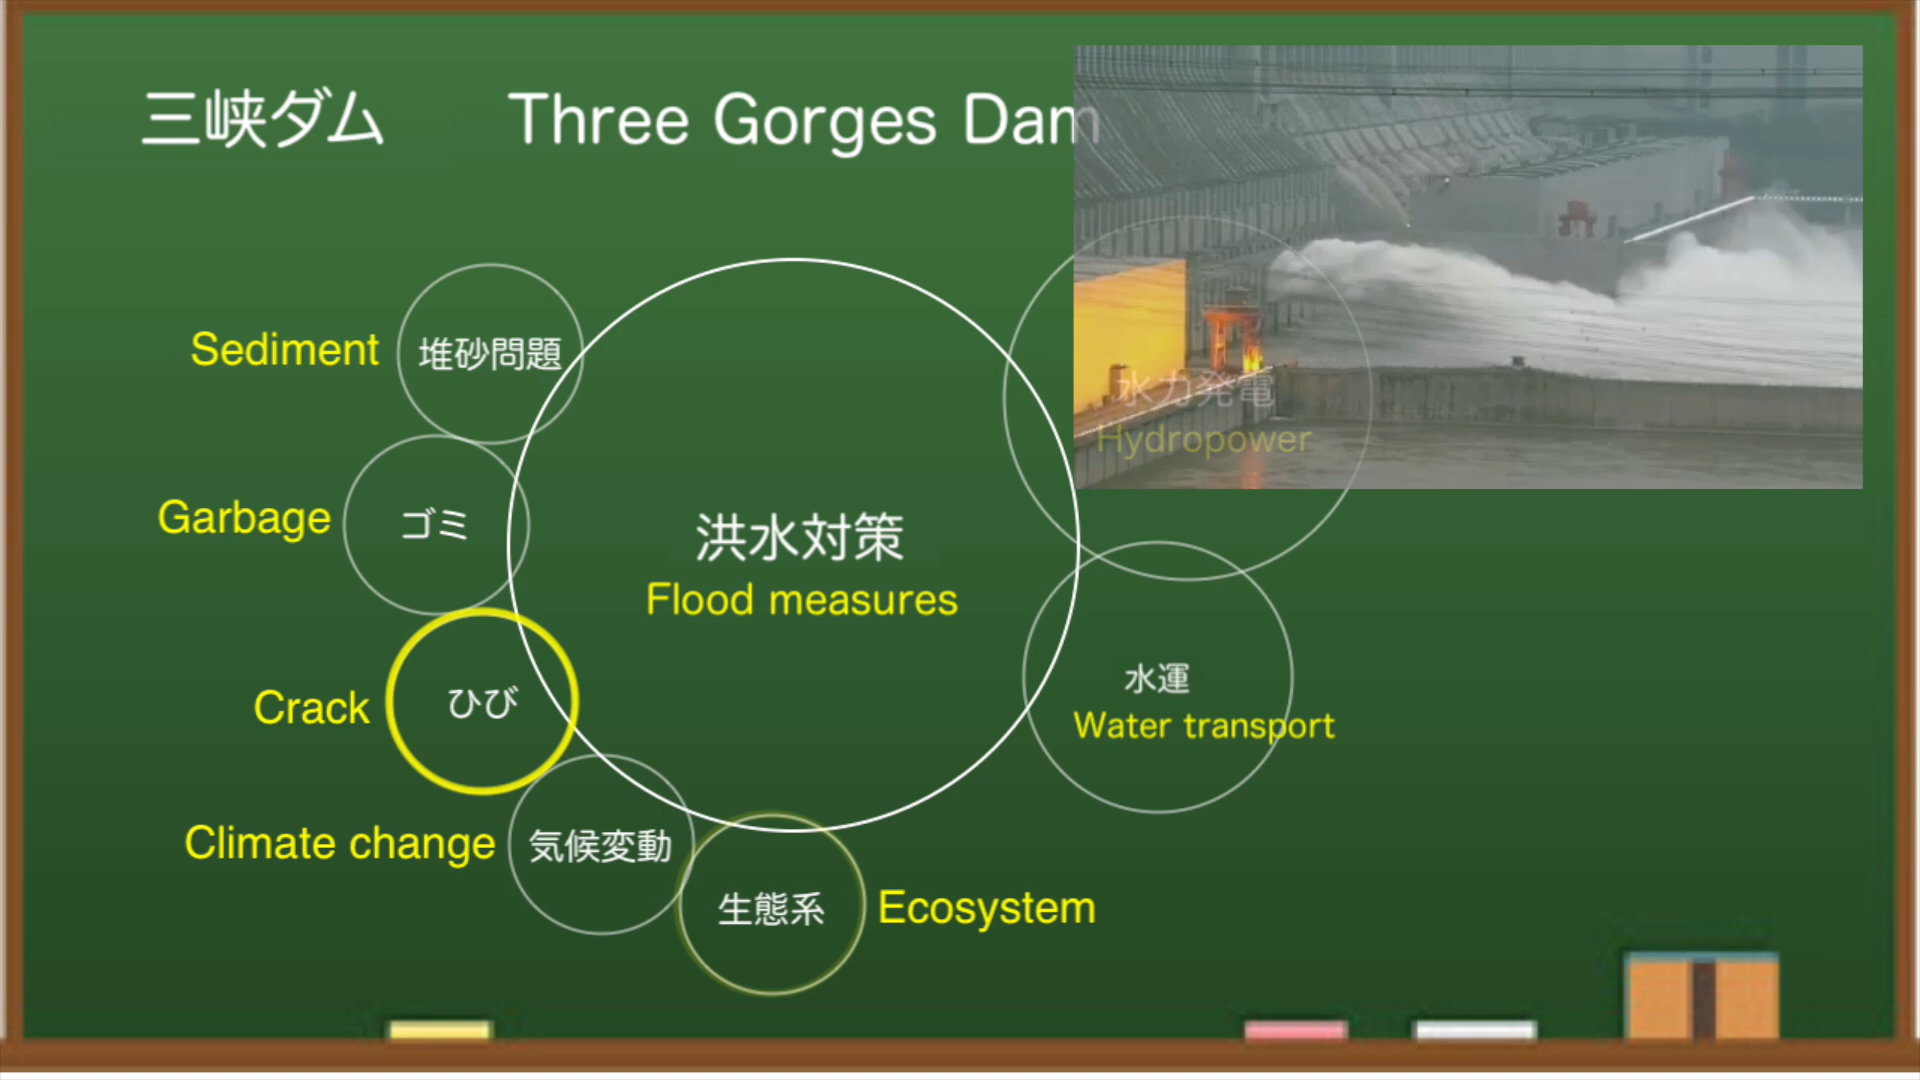 三峡ダム Three Gorges Dam
Sediment 堆砂問題
水力発電
Hydropower
Garbage ゴミ
洪水対策
Flood measures
Crack ひび
水運
Water transport
Climate change 気候変動
生態系 Ecosystem